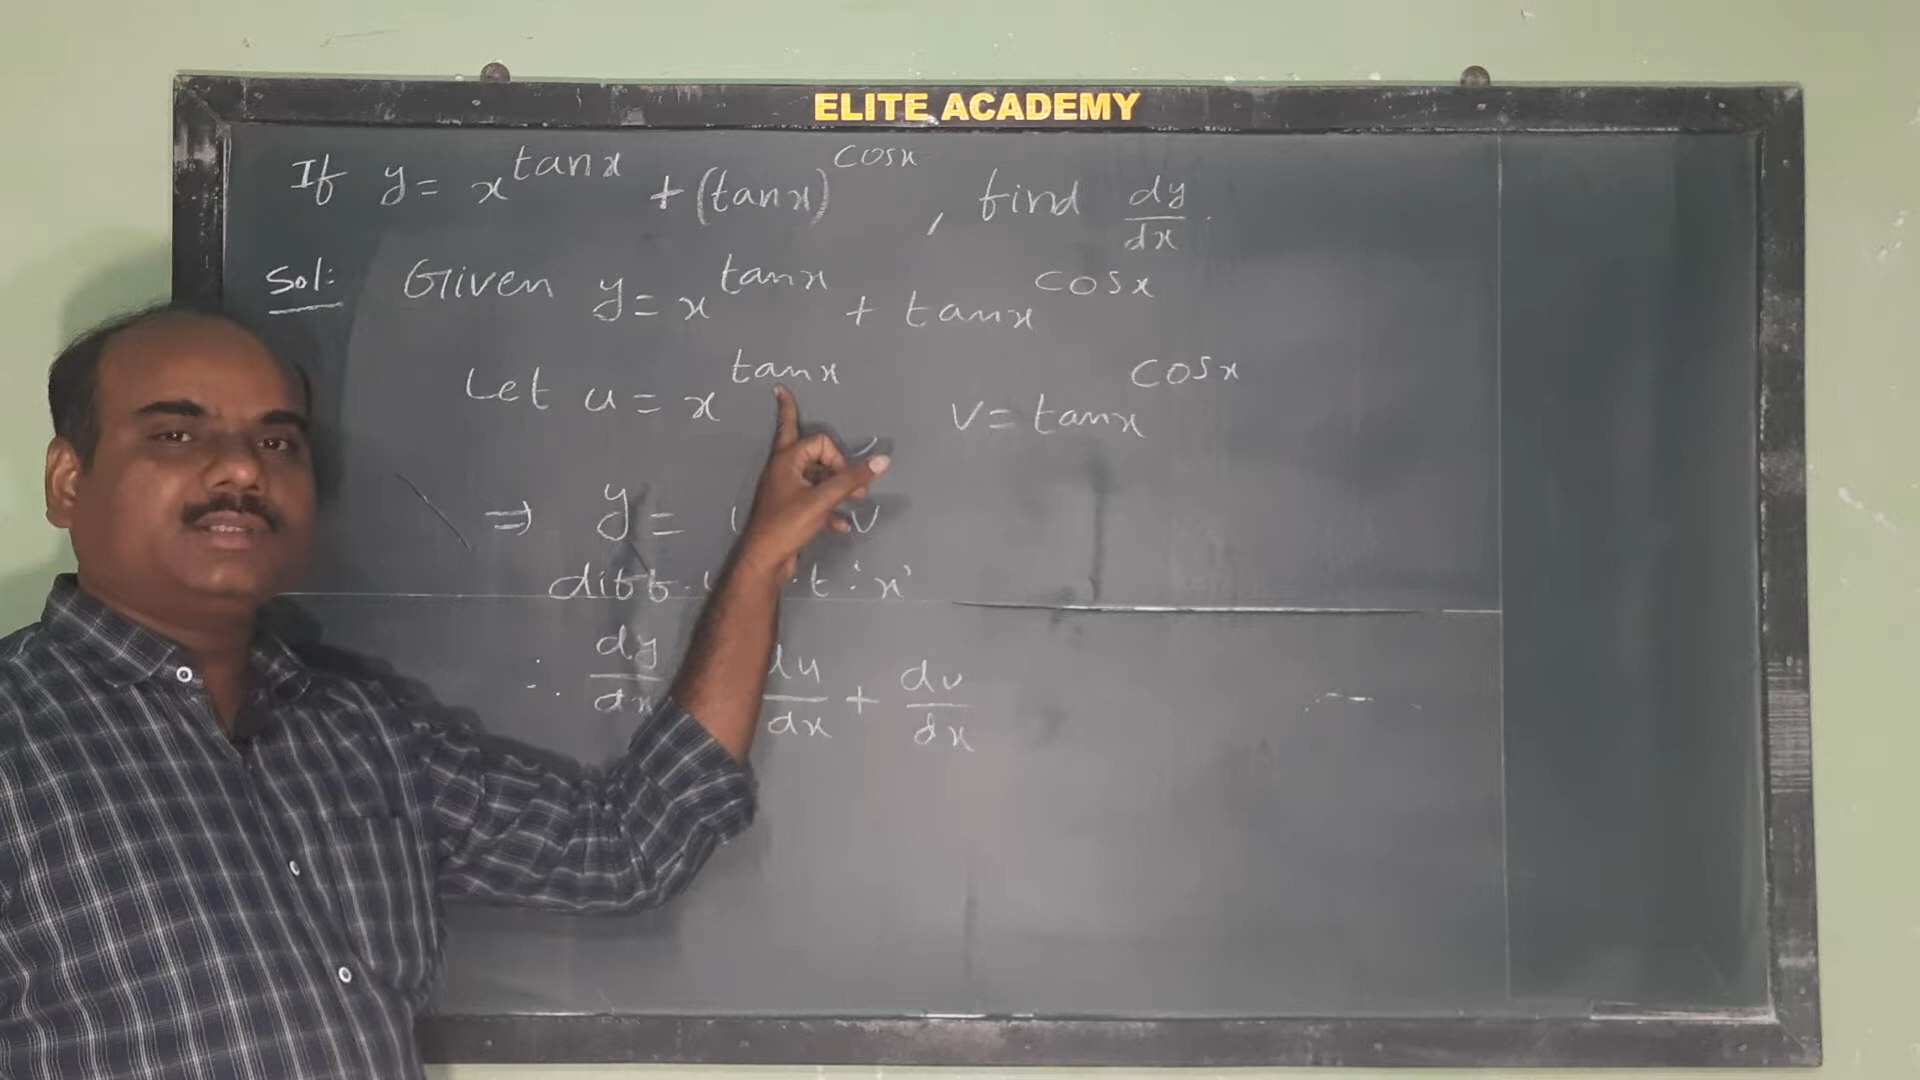 ELITE ACADEMY
If y = x^tanx + (tanx)^cosx, find dy/dx.
Sol: Given y = x^tanx + tanx^cosx
Let u = x^tanx, v = tanx^cosx
⇒ y = v
diff. 'x'
∴ dy/dx du/dx + dv/dx